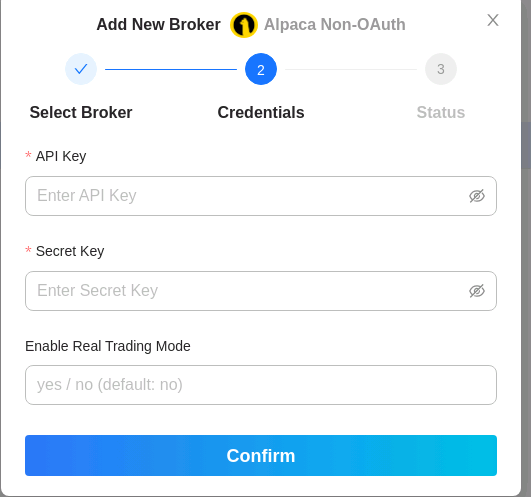 Add New Broker Alpaca Non-OAuth
2 3
Select Broker Credentials Status
* API Key
Enter API Key
* Secret Key
Enter Secret Key
Enable Real Trading Mode
yes / no (default: no)
Confirm